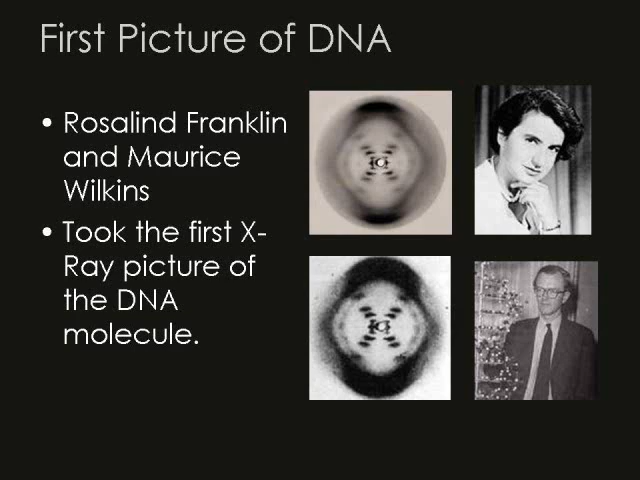 First Picture of DNA
• Rosalind Franklin
and Maurice
Wilkins
• Took the first X-
Ray picture of
the DNA
molecule.